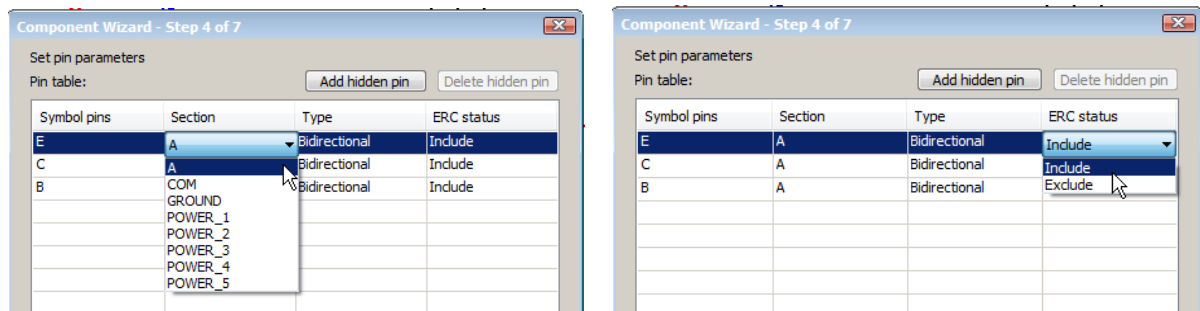 Component Wizard - Step 4 of 7
Set pin parameters
Pin table:
Add hidden pin
Delete hidden pin
Symbol pins Section Type ERC status
E A Bidirectional Include
C A Bidirectional Include
B COM Bidirectional Include
GROUND
POWER_1
POWER_2
POWER_3
POWER_4
POWER_5
Component Wizard - Step 4 of 7
Set pin parameters
Pin table:
Add hidden pin
Delete hidden pin
Symbol pins Section Type ERC status
E A Bidirectional Include
C A Bidirectional Include
B A Bidirectional Exclude